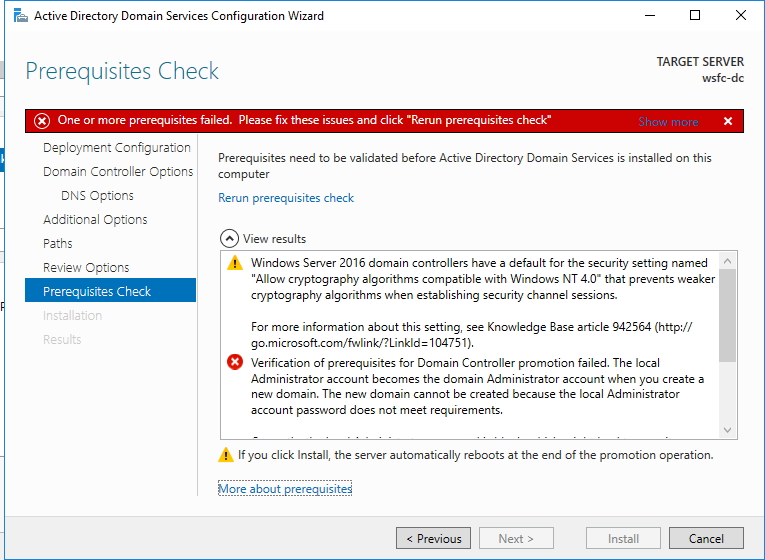 Active Directory Domain Services Configuration Wizard
Prerequisites Check
TARGET SERVER
wsfc-dc
One or more prerequisites failed. Please fix these issues and click "Rerun prerequisites check"
Show more
Deployment Configuration
Domain Controller Options
DNS Options
Additional Options
Paths
Review Options
Prerequisites Check
Installation
Results
Prerequisites need to be validated before Active Directory Domain Services is installed on this
computer
Rerun prerequisites check
View results
Windows Server 2016 domain controllers have a default for the security setting named
"Allow cryptography algorithms compatible with Windows NT 4.0" that prevents weaker
cryptography algorithms when establishing security channel sessions.
For more information about this setting, see Knowledge Base article 942564 (http://
go.microsoft.com/fwlink/?LinkId=104751).
Verification of prerequisites for Domain Controller promotion failed. The local
Administrator account becomes the domain Administrator account when you create a
new domain. The new domain cannot be created because the local Administrator
account password does not meet requirements.
If you click Install, the server automatically reboots at the end of the promotion operation.
More about prerequisites
< Previous
Next >
Install
Cancel